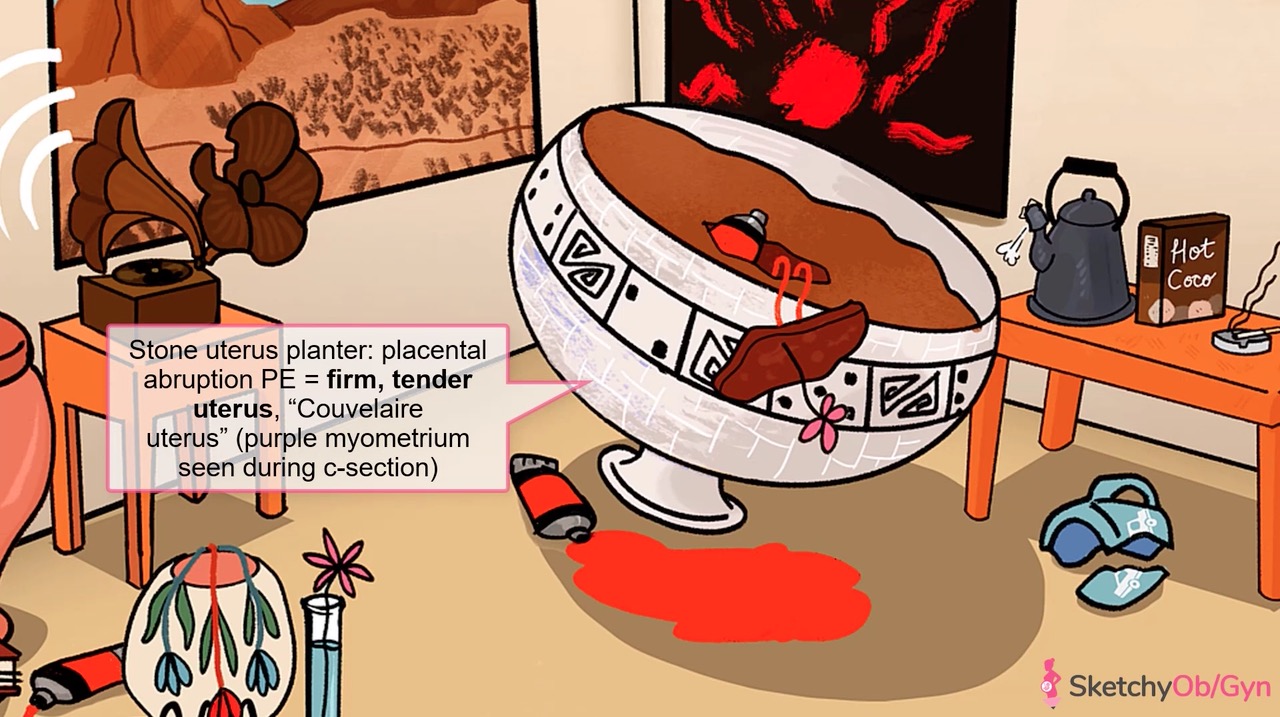 Hot
Coco
Stone uterus planter: placental
abruption PE = firm, tender
uterus, “Couvelaire
uterus” (purple myometrium
seen during c-section)
SketchyOb/Gyn